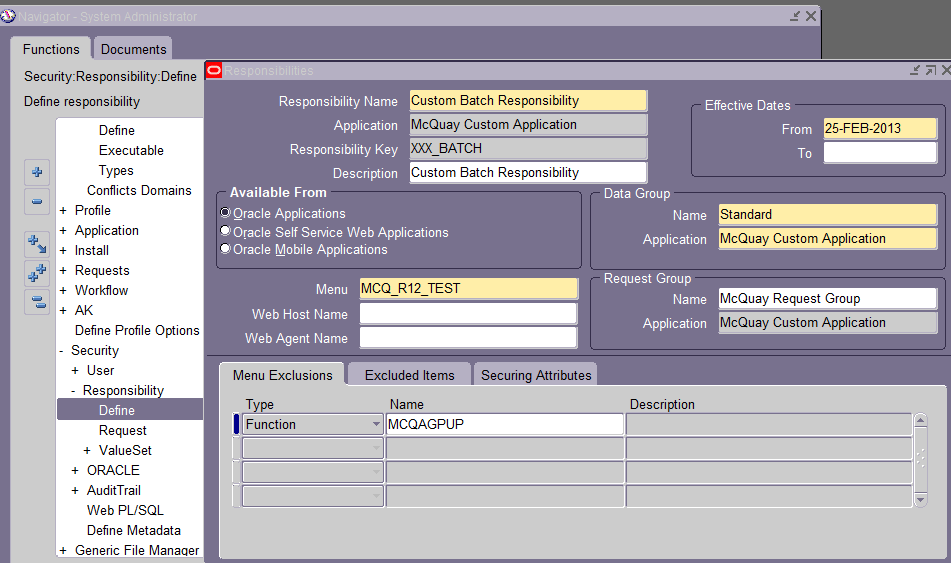 Navigator - System Administrator
Functions
Documents
Security:Responsibility:Define
Define responsibility
Define
Executable
Types
Conflicts Domains
+ Profile
+ Application
+ Install
+ Requests
+ Workflow
+ AK
Define Profile Options
- Security
+ User
- Responsibility
Define
Request
+ ValueSet
+ ORACLE
+ AuditTrail
Web PL/SQL
Define Metadata
+ Generic File Manager
Responsibilities
Responsibility Name Custom Batch Responsibility
Application McQuay Custom Application
Responsibility Key XXX_BATCH
Description Custom Batch Responsibility
Effective Dates
From 25-FEB-2013
To
Available From
Oracle Applications
Oracle Self Service Web Applications
Oracle Mobile Applications
Data Group
Name Standard
Application McQuay Custom Application
Menu MCQ_R12_TEST
Web Host Name
Web Agent Name
Request Group
Name McQuay Request Group
Application McQuay Custom Application
Menu Exclusions
Excluded Items
Securing Attributes
Type Name Description
Function MCQAGPUP